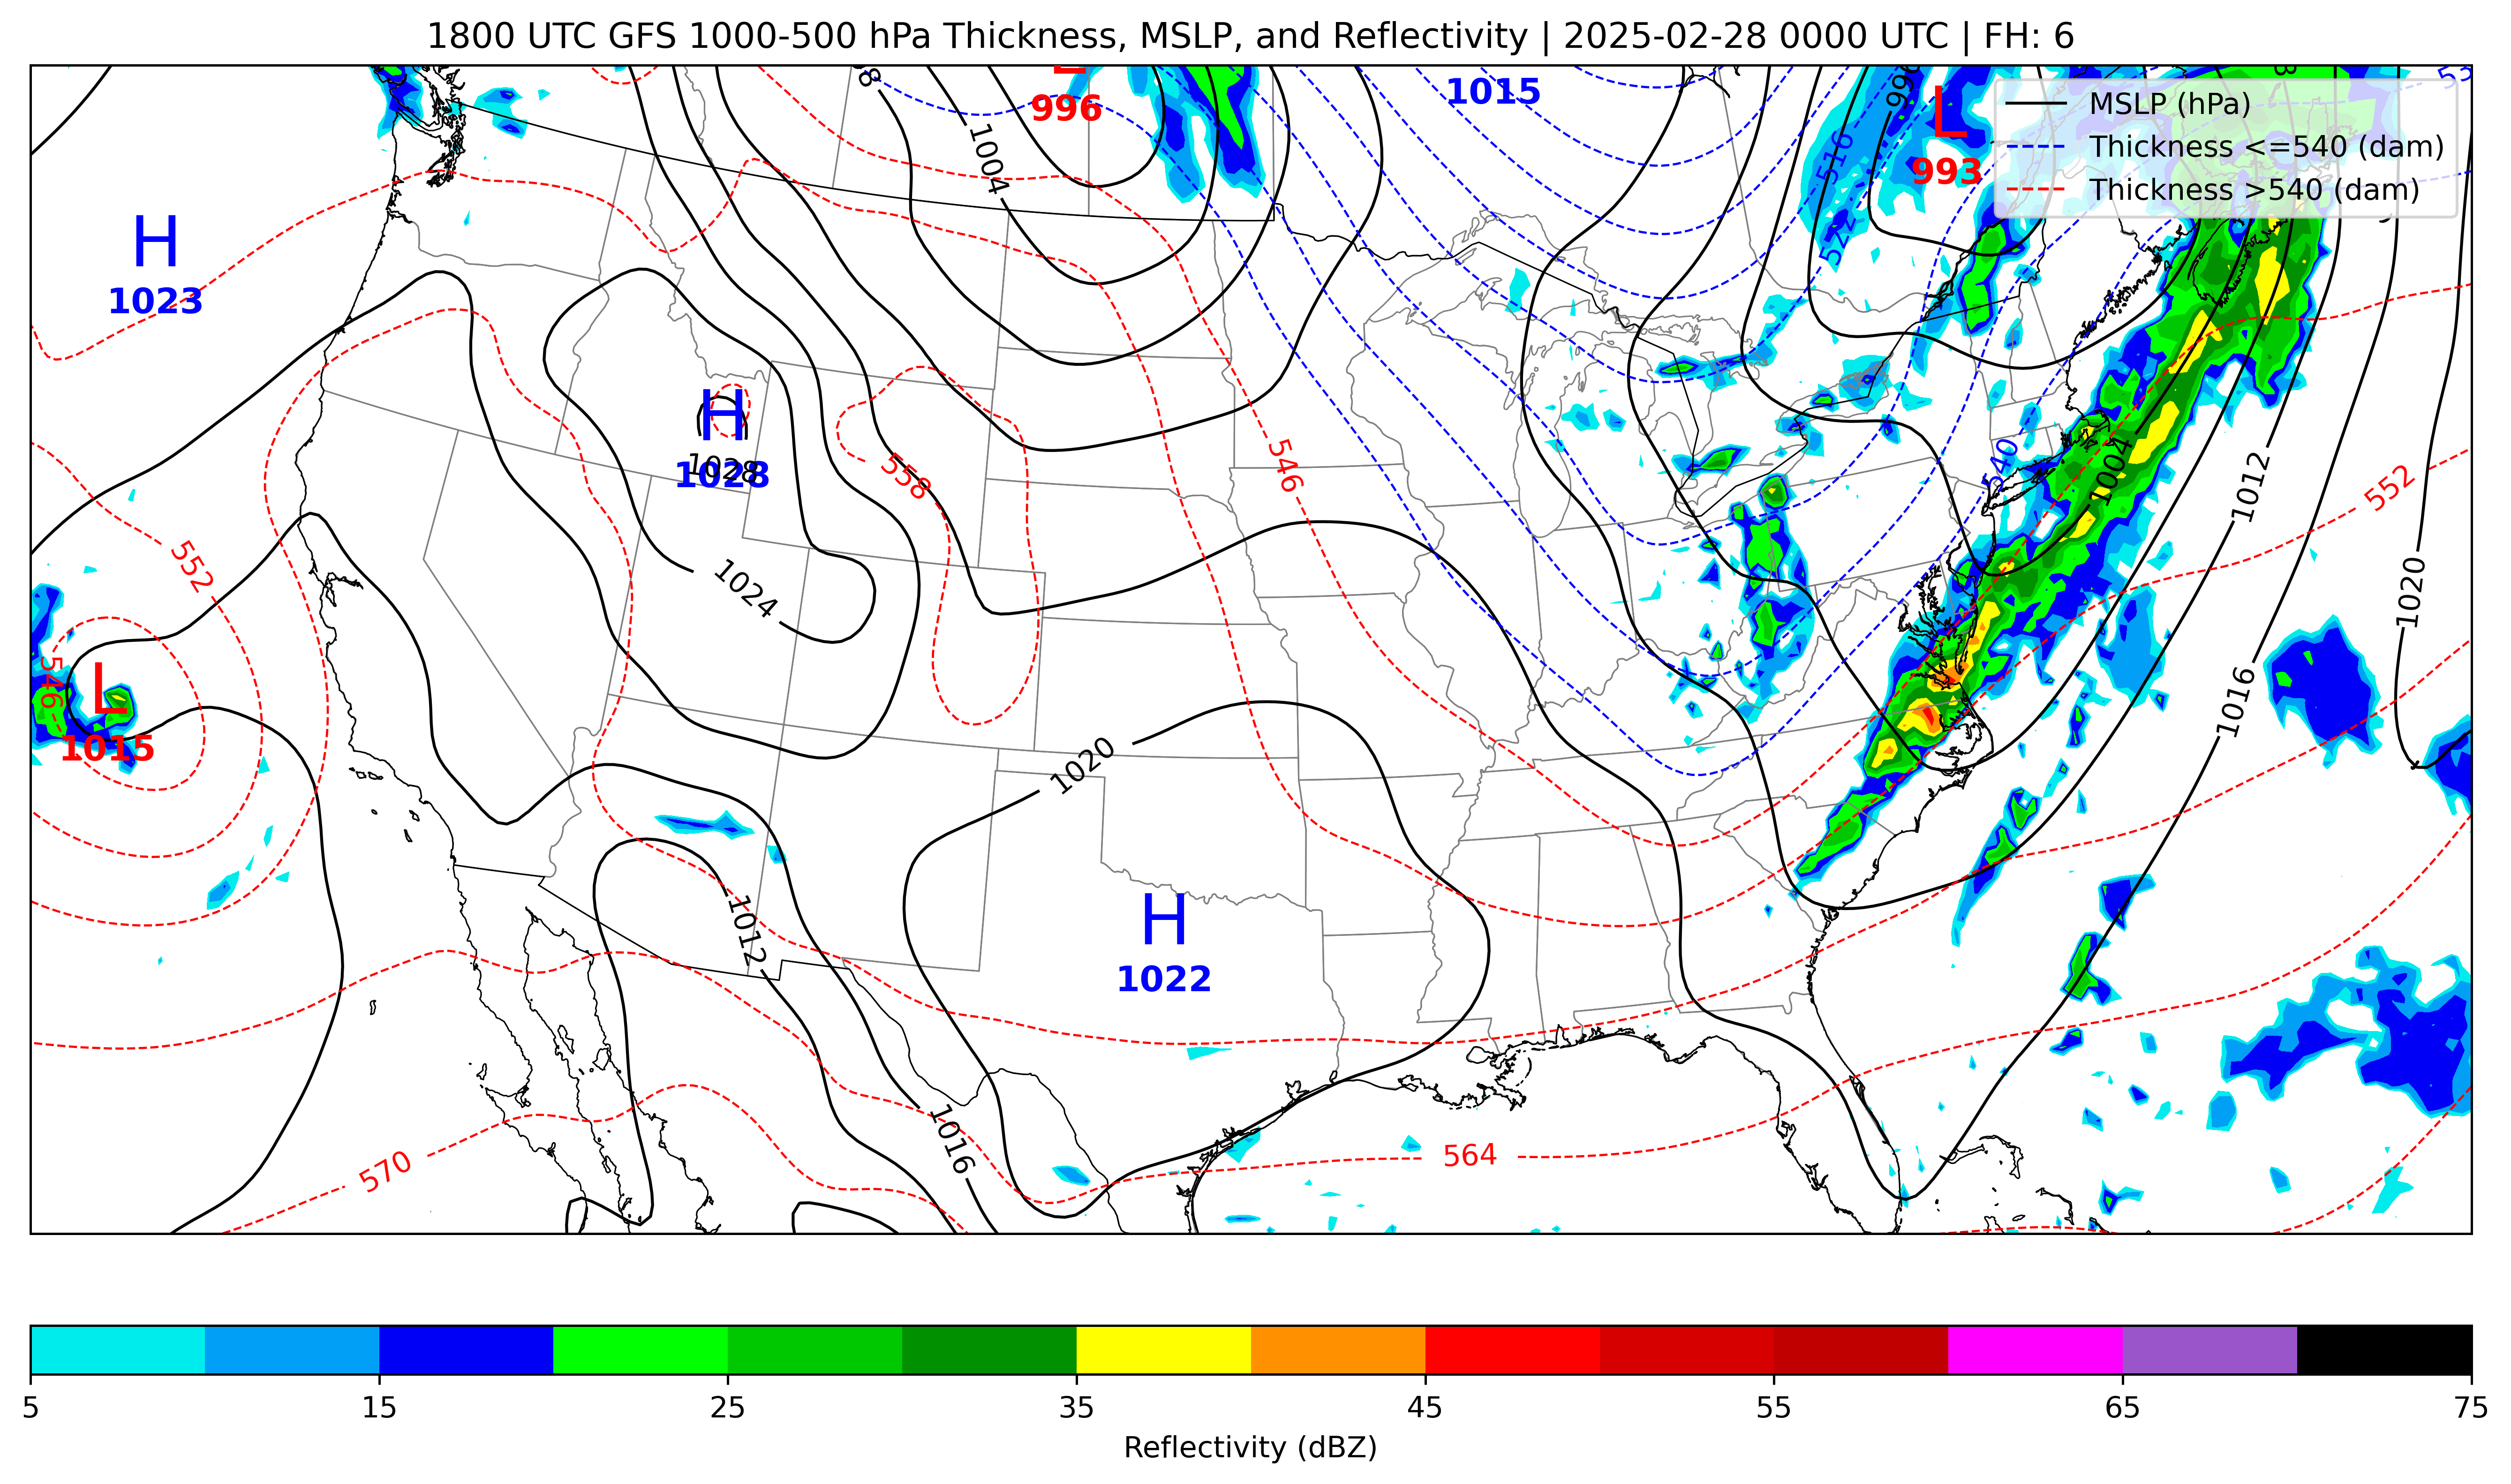 1800 UTC GFS 1000-500 hPa Thickness, MSLP, and Reflectivity | 2025-02-28 0000 UTC | FH: 6
MSLP (hPa)
Thickness <=540 (dam)
Thickness >540 (dam)
996
1015
L
993
1004
996
516
522
H
1023
H
1028
1028
558
546
540
1004
1012
552
552
1024
1020
546
L
1015
1016
1020
1012
H
1022
1016
564
570
5 15 25 35 45 55 65 75
Reflectivity (dBZ)